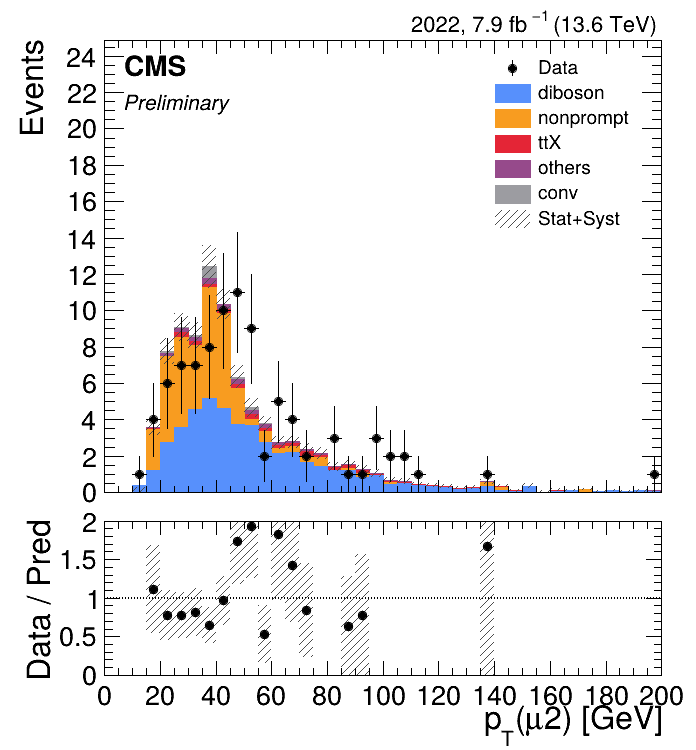 2022, 7.9 fb⁻¹ (13.6 TeV)
Events
CMS
Preliminary
Data
diboson
nonprompt
ttX
others
conv
Stat+Syst
24
22
20
18
16
14
12
10
8
6
4
2
0
Data / Pred
2
1.5
1
0.5
0
0 20 40 60 80 100 120 140 160 180 200
p_T(μ2) [GeV]